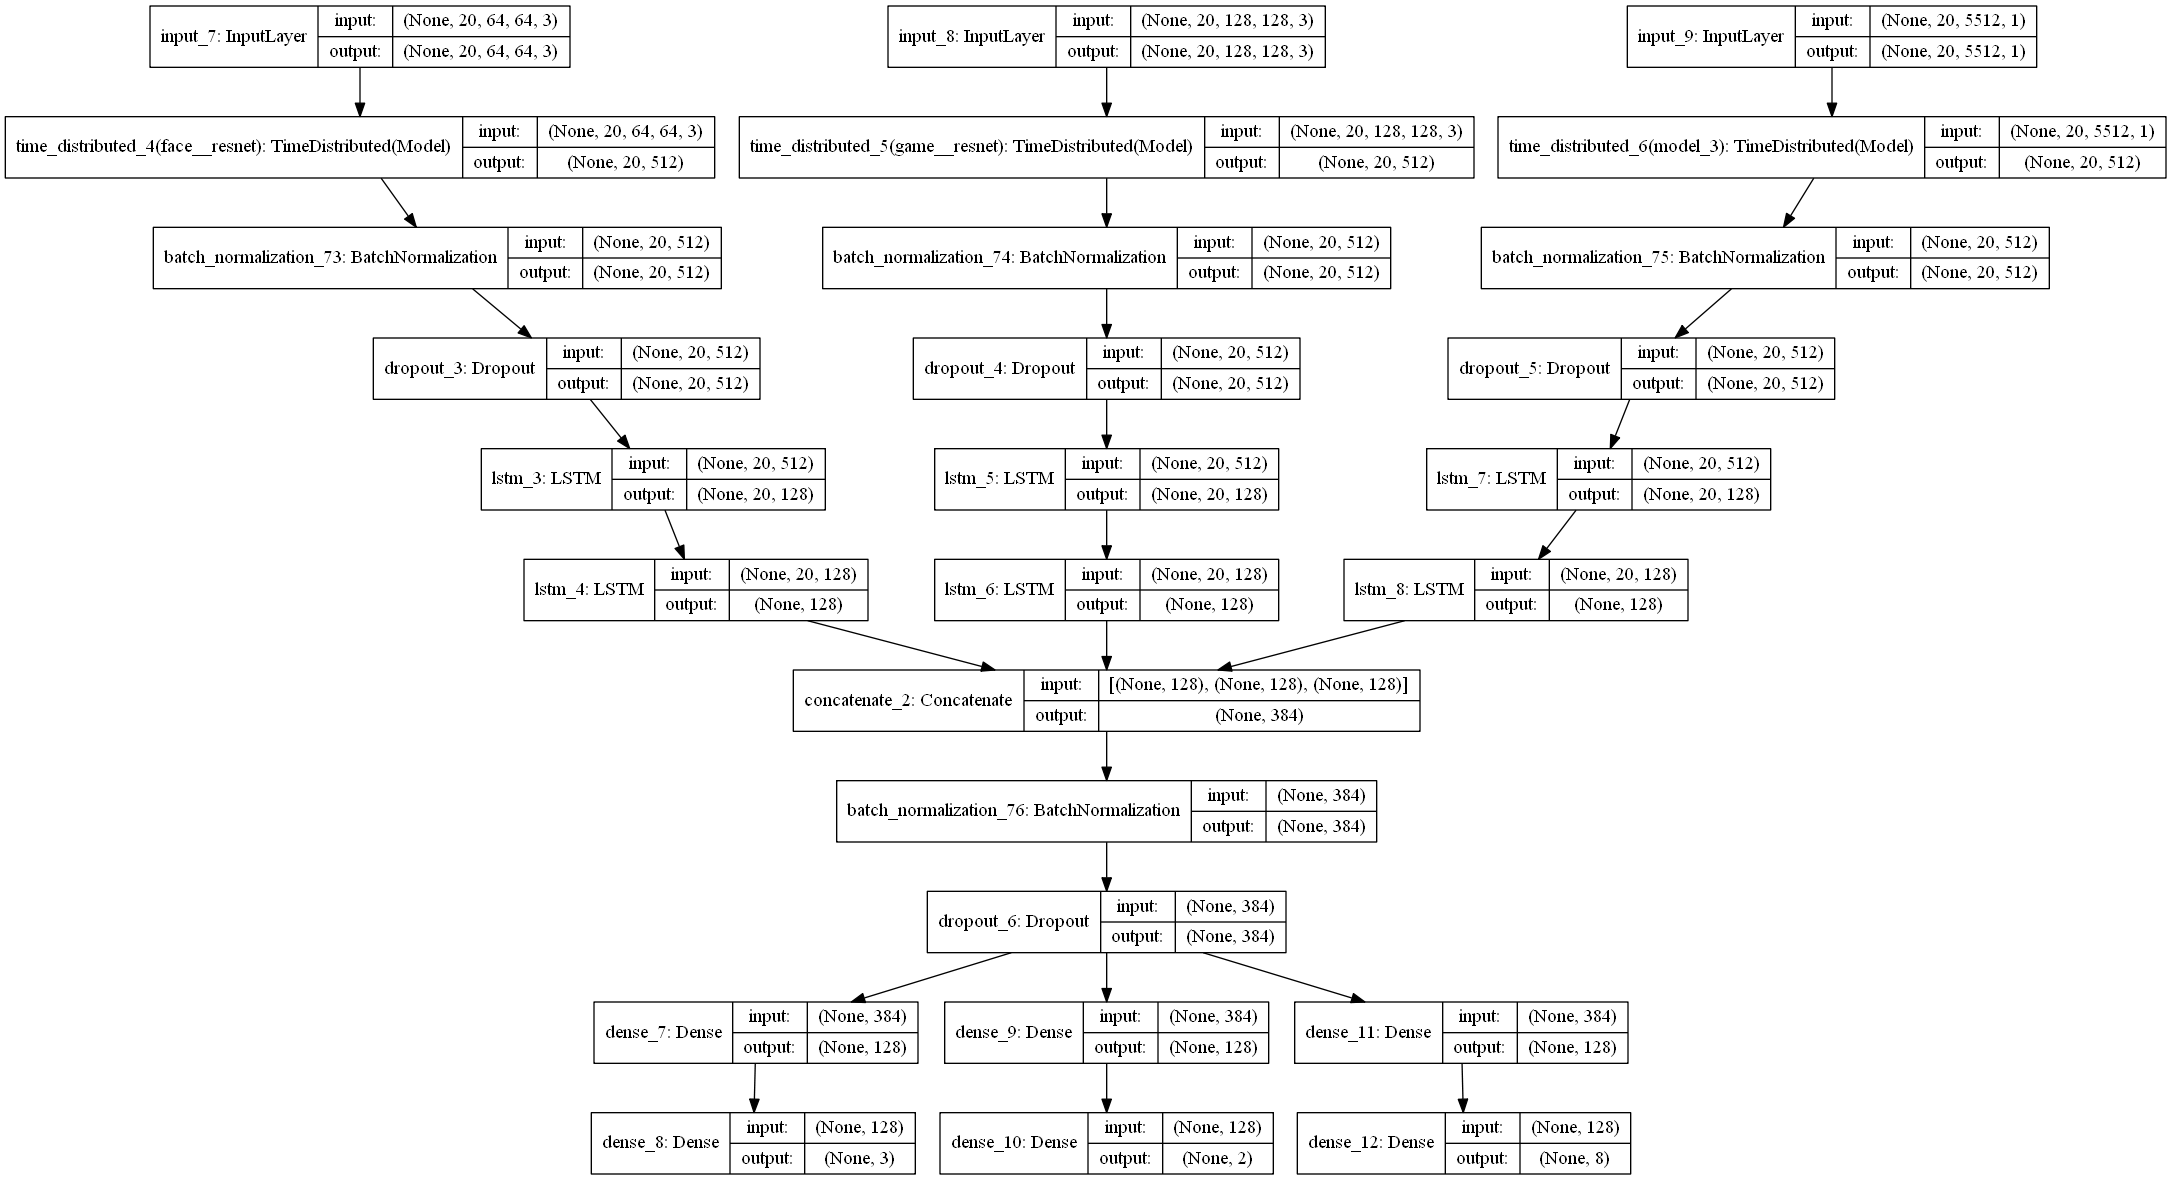 input_7: InputLayer
input: (None, 20, 64, 64, 3)
output: (None, 20, 64, 64, 3)
input_8: InputLayer
input: (None, 20, 128, 128, 3)
output: (None, 20, 128, 128, 3)
input_9: InputLayer
input: (None, 20, 5512, 1)
output: (None, 20, 5512, 1)
time_distributed_4(face__resnet): TimeDistributed(Model)
input: (None, 20, 64, 64, 3)
output: (None, 20, 512)
time_distributed_5(game__resnet): TimeDistributed(Model)
input: (None, 20, 128, 128, 3)
output: (None, 20, 512)
time_distributed_6(model_3): TimeDistributed(Model)
input: (None, 20, 5512, 1)
output: (None, 20, 512)
batch_normalization_73: BatchNormalization
input: (None, 20, 512)
output: (None, 20, 512)
batch_normalization_74: BatchNormalization
input: (None, 20, 512)
output: (None, 20, 512)
batch_normalization_75: BatchNormalization
input: (None, 20, 512)
output: (None, 20, 512)
dropout_3: Dropout
input: (None, 20, 512)
output: (None, 20, 512)
dropout_4: Dropout
input: (None, 20, 512)
output: (None, 20, 512)
dropout_5: Dropout
input: (None, 20, 512)
output: (None, 20, 512)
lstm_3: LSTM
input: (None, 20, 512)
output: (None, 20, 128)
lstm_5: LSTM
input: (None, 20, 512)
output: (None, 20, 128)
lstm_7: LSTM
input: (None, 20, 512)
output: (None, 20, 128)
lstm_4: LSTM
input: (None, 20, 128)
output: (None, 128)
lstm_6: LSTM
input: (None, 20, 128)
output: (None, 128)
lstm_8: LSTM
input: (None, 20, 128)
output: (None, 128)
concatenate_2: Concatenate
input: [(None, 128), (None, 128), (None, 128)]
output: (None, 384)
batch_normalization_76: BatchNormalization
input: (None, 384)
output: (None, 384)
dropout_6: Dropout
input: (None, 384)
output: (None, 384)
dense_7: Dense
input: (None, 384)
output: (None, 128)
dense_9: Dense
input: (None, 384)
output: (None, 128)
dense_11: Dense
input: (None, 384)
output: (None, 128)
dense_8: Dense
input: (None, 128)
output: (None, 3)
dense_10: Dense
input: (None, 128)
output: (None, 2)
dense_12: Dense
input: (None, 128)
output: (None, 8)